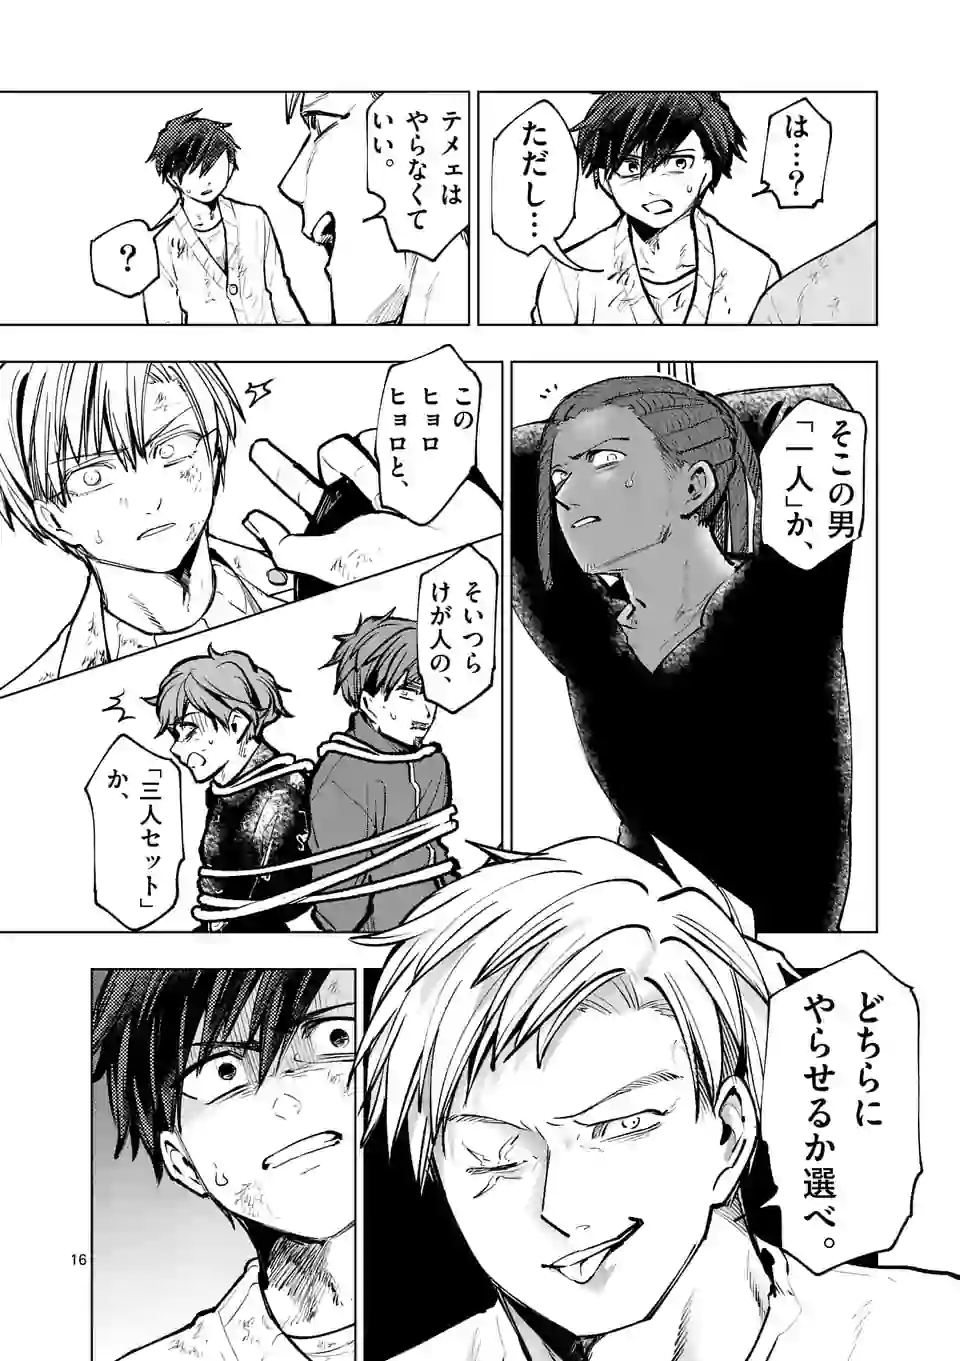 は…？
ただし…
テメェは
やらなくて
いい。
？
そこの男
「一人」か、
この
ヒョロ
ヒョロと、
そいつら
けが人の、
「三人セット」
か、
どちらに
やらせるか選べ。
16